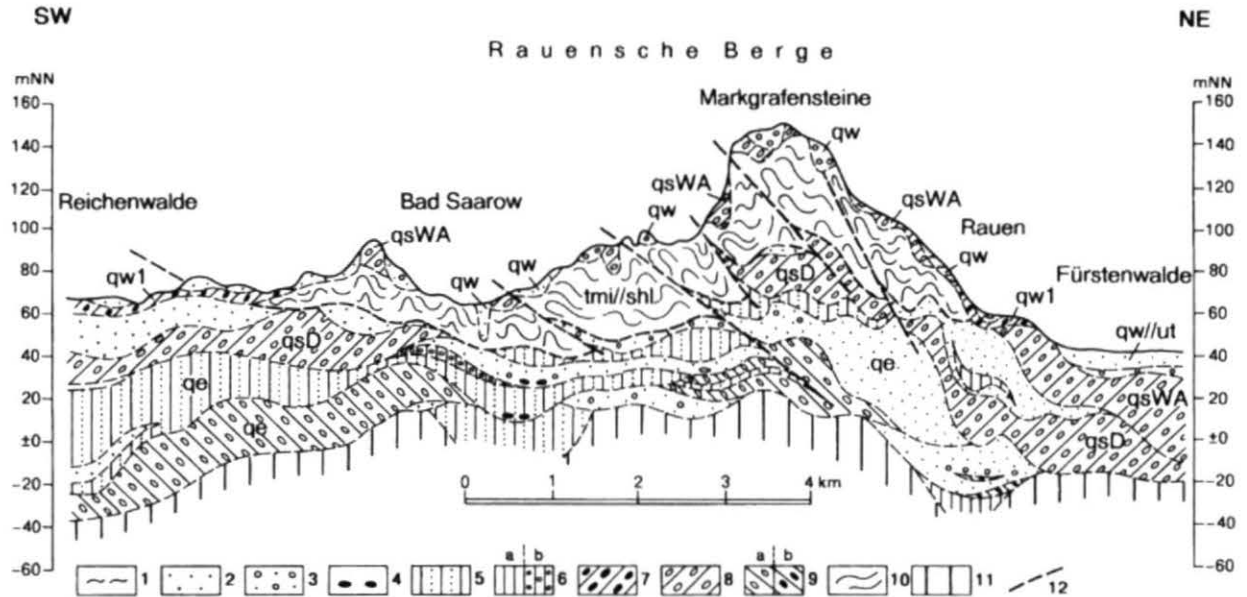 SW NE
Rauensche Berge
mNN mNN
160 160
Markgrafensteine
140 qw 140
120 qsWA qsWA 120
Reichenwalde Bad Saarow qw Rauen
100 qsWA 100
qw qw qw Fürstenwalde
80 qw1 qsD 80
tmi//shl qw1
60 60
qsD qw//ut
40 40
qe qe
20 qsWA 20
qe qsD
±0 ±0
-20 0 1 2 3 4 km -20
-40 -40
a b a b
-60 1 2 3 4 5 6 7 8 9 10 11 12 -60